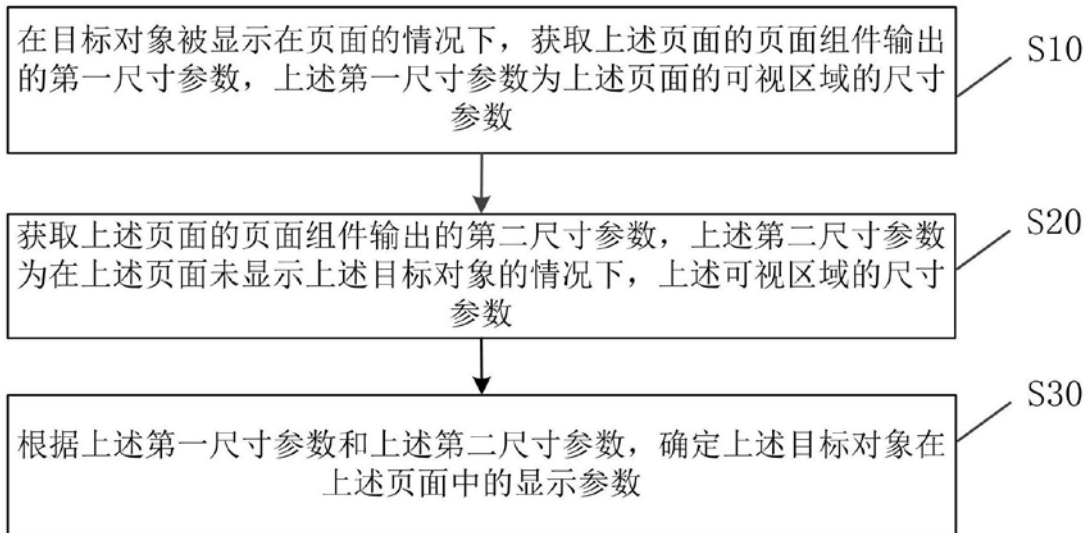 在目标对象被显示在页面的情况下，获取上述页面的页面组件输出
的第一尺寸参数，上述第一尺寸参数为上述页面的可视区域的尺寸
参数
S10
获取上述页面的页面组件输出的第二尺寸参数，上述第二尺寸参数
为在上述页面未显示上述目标对象的情况下，上述可视区域的尺寸
参数
S20
根据上述第一尺寸参数和上述第二尺寸参数，确定上述目标对象在
上述页面中的显示参数
S30